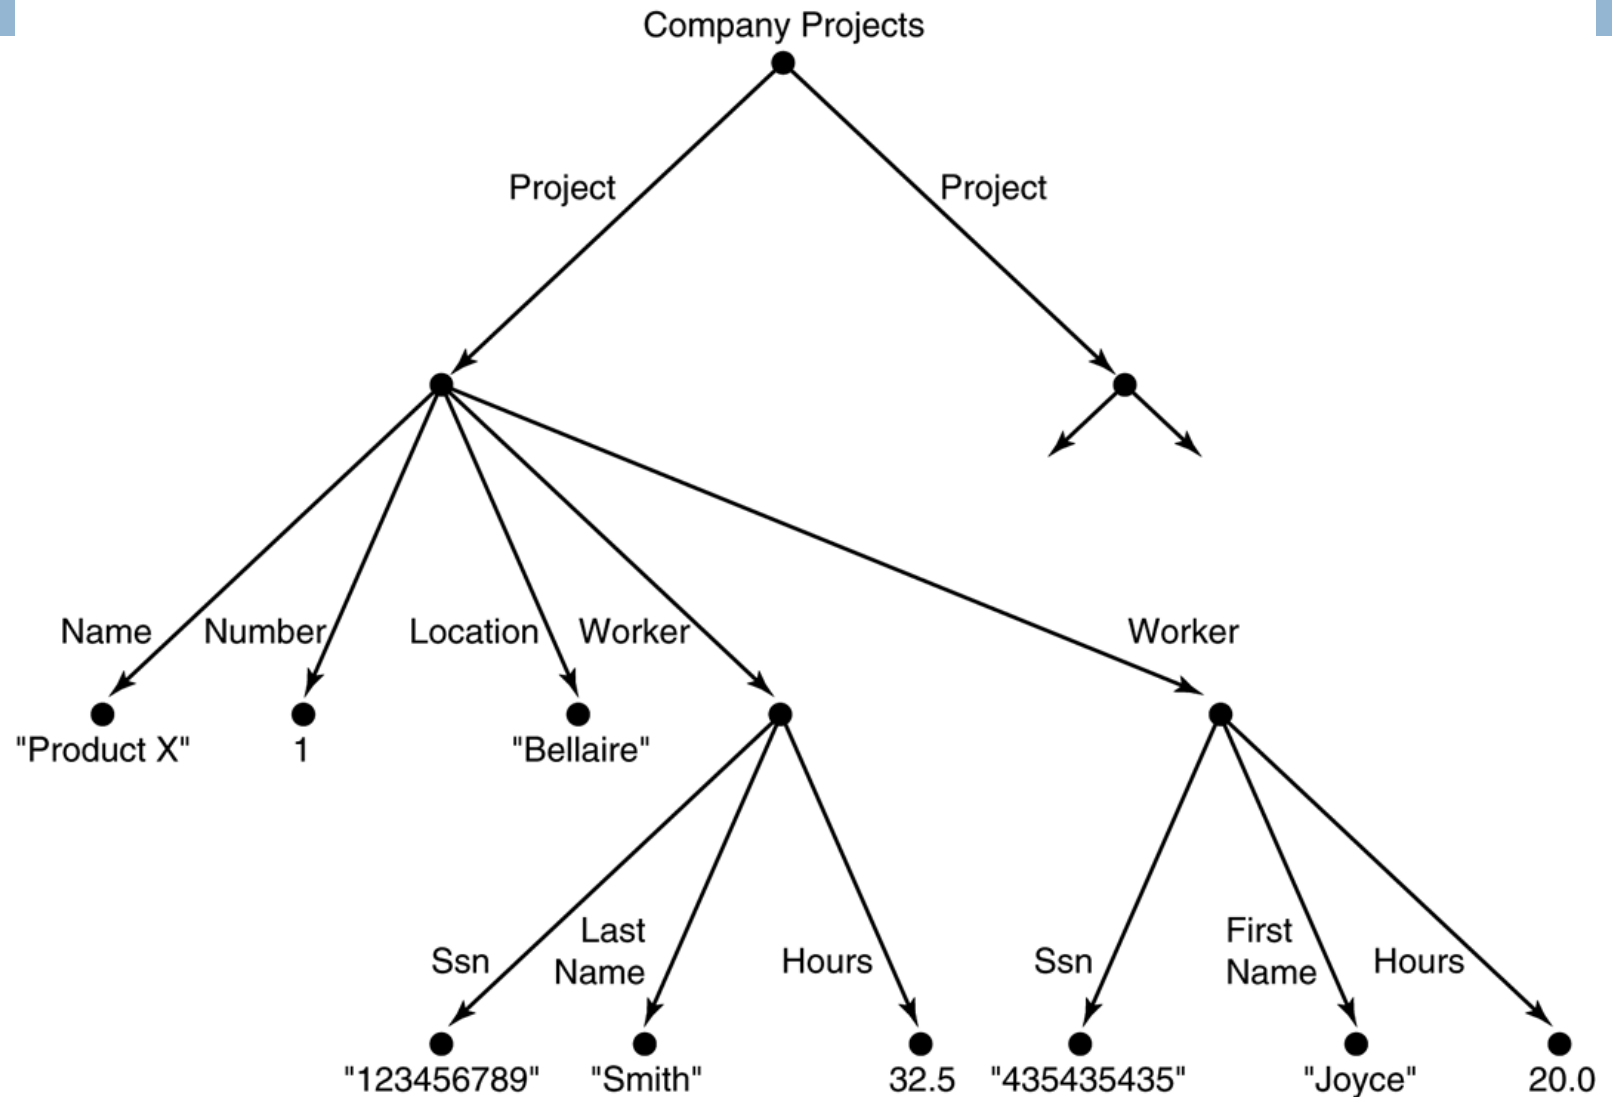 Company Projects
Project
Project
Name
Number
Location
Worker
Worker
"Product X"
1
"Bellaire"
Ssn
Last
Name
Hours
Ssn
First
Name
Hours
"123456789"
"Smith"
32.5
"435435435"
"Joyce"
20.0